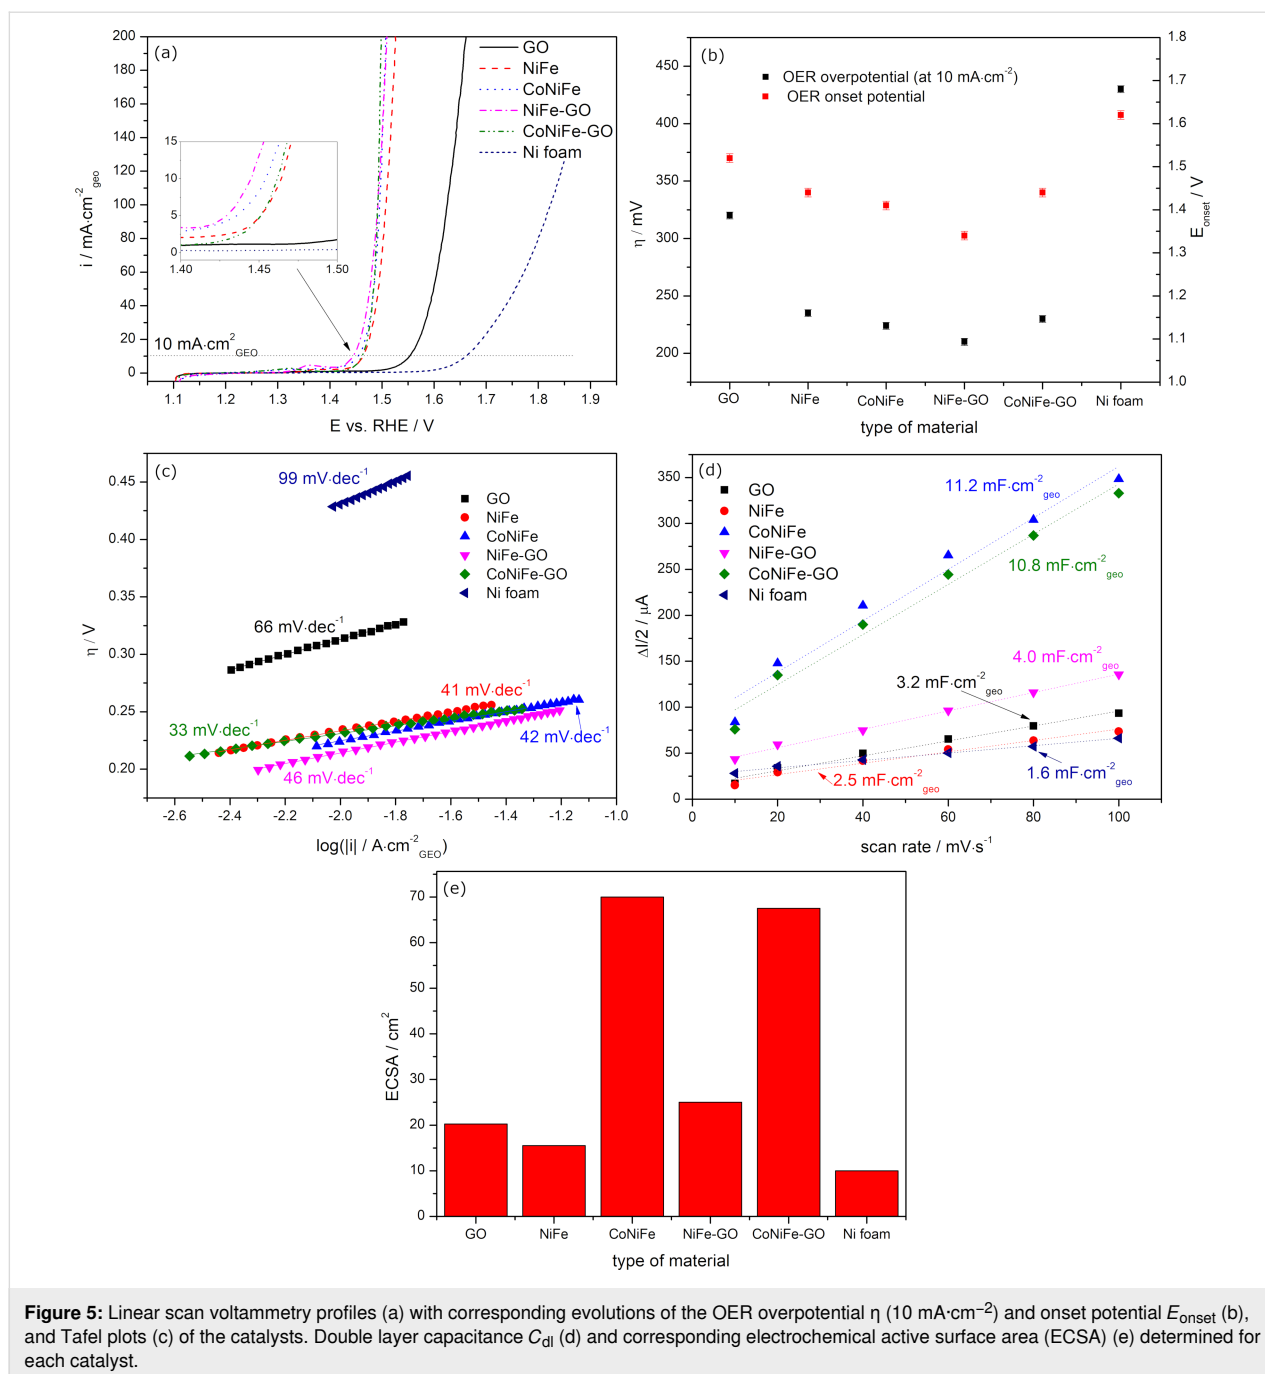 (a)
200
180
160
140
120
100
80
60
40
20
0
i / mA·cm-2geo
GO
NiFe
CoNiFe
NiFe-GO
CoNiFe-GO
Ni foam
15
10
5
0
1.40 1.45 1.50
10 mA·cm2GEO
1.1 1.2 1.3 1.4 1.5 1.6 1.7 1.8 1.9
E vs. RHE / V
(b)
450
400
350
300
250
200
η / mV
OER overpotential (at 10 mA·cm-2)
OER onset potential
1.8
1.7
1.6
1.5
1.4
1.3
1.2
1.1
1.0
Eonset / V
GO NiFe CoNiFe NiFe-GO CoNiFe-GO Ni foam
type of material
(c)
0.45
0.40
0.35
0.30
0.25
0.20
η / V
99 mV·dec-1
GO
NiFe
CoNiFe
NiFe-GO
CoNiFe-GO
Ni foam
66 mV·dec-1
41 mV·dec-1
33 mV·dec-1
42 mV·dec-1
46 mV·dec-1
-2.6 -2.4 -2.2 -2.0 -1.8 -1.6 -1.4 -1.2 -1.0
log(|i| / A·cm-2GEO)
(d)
350
300
250
200
150
100
50
0
ΔI/2 / μA
GO
NiFe
CoNiFe
NiFe-GO
CoNiFe-GO
Ni foam
11.2 mF·cm-2geo
10.8 mF·cm-2geo
4.0 mF·cm-2geo
3.2 mF·cm-2geo
2.5 mF·cm-2geo
1.6 mF·cm-2geo
0 20 40 60 80 100
scan rate / mV·s-1
(e)
70
60
50
40
30
20
10
0
ECSA / cm2
GO NiFe CoNiFe NiFe-GO CoNiFe-GO Ni foam
type of material
Figure 5: Linear scan voltammetry profiles (a) with corresponding evolutions of the OER overpotential η (10 mA·cm−2) and onset potential Eonset (b),
and Tafel plots (c) of the catalysts. Double layer capacitance Cdl (d) and corresponding electrochemical active surface area (ECSA) (e) determined for
each catalyst.